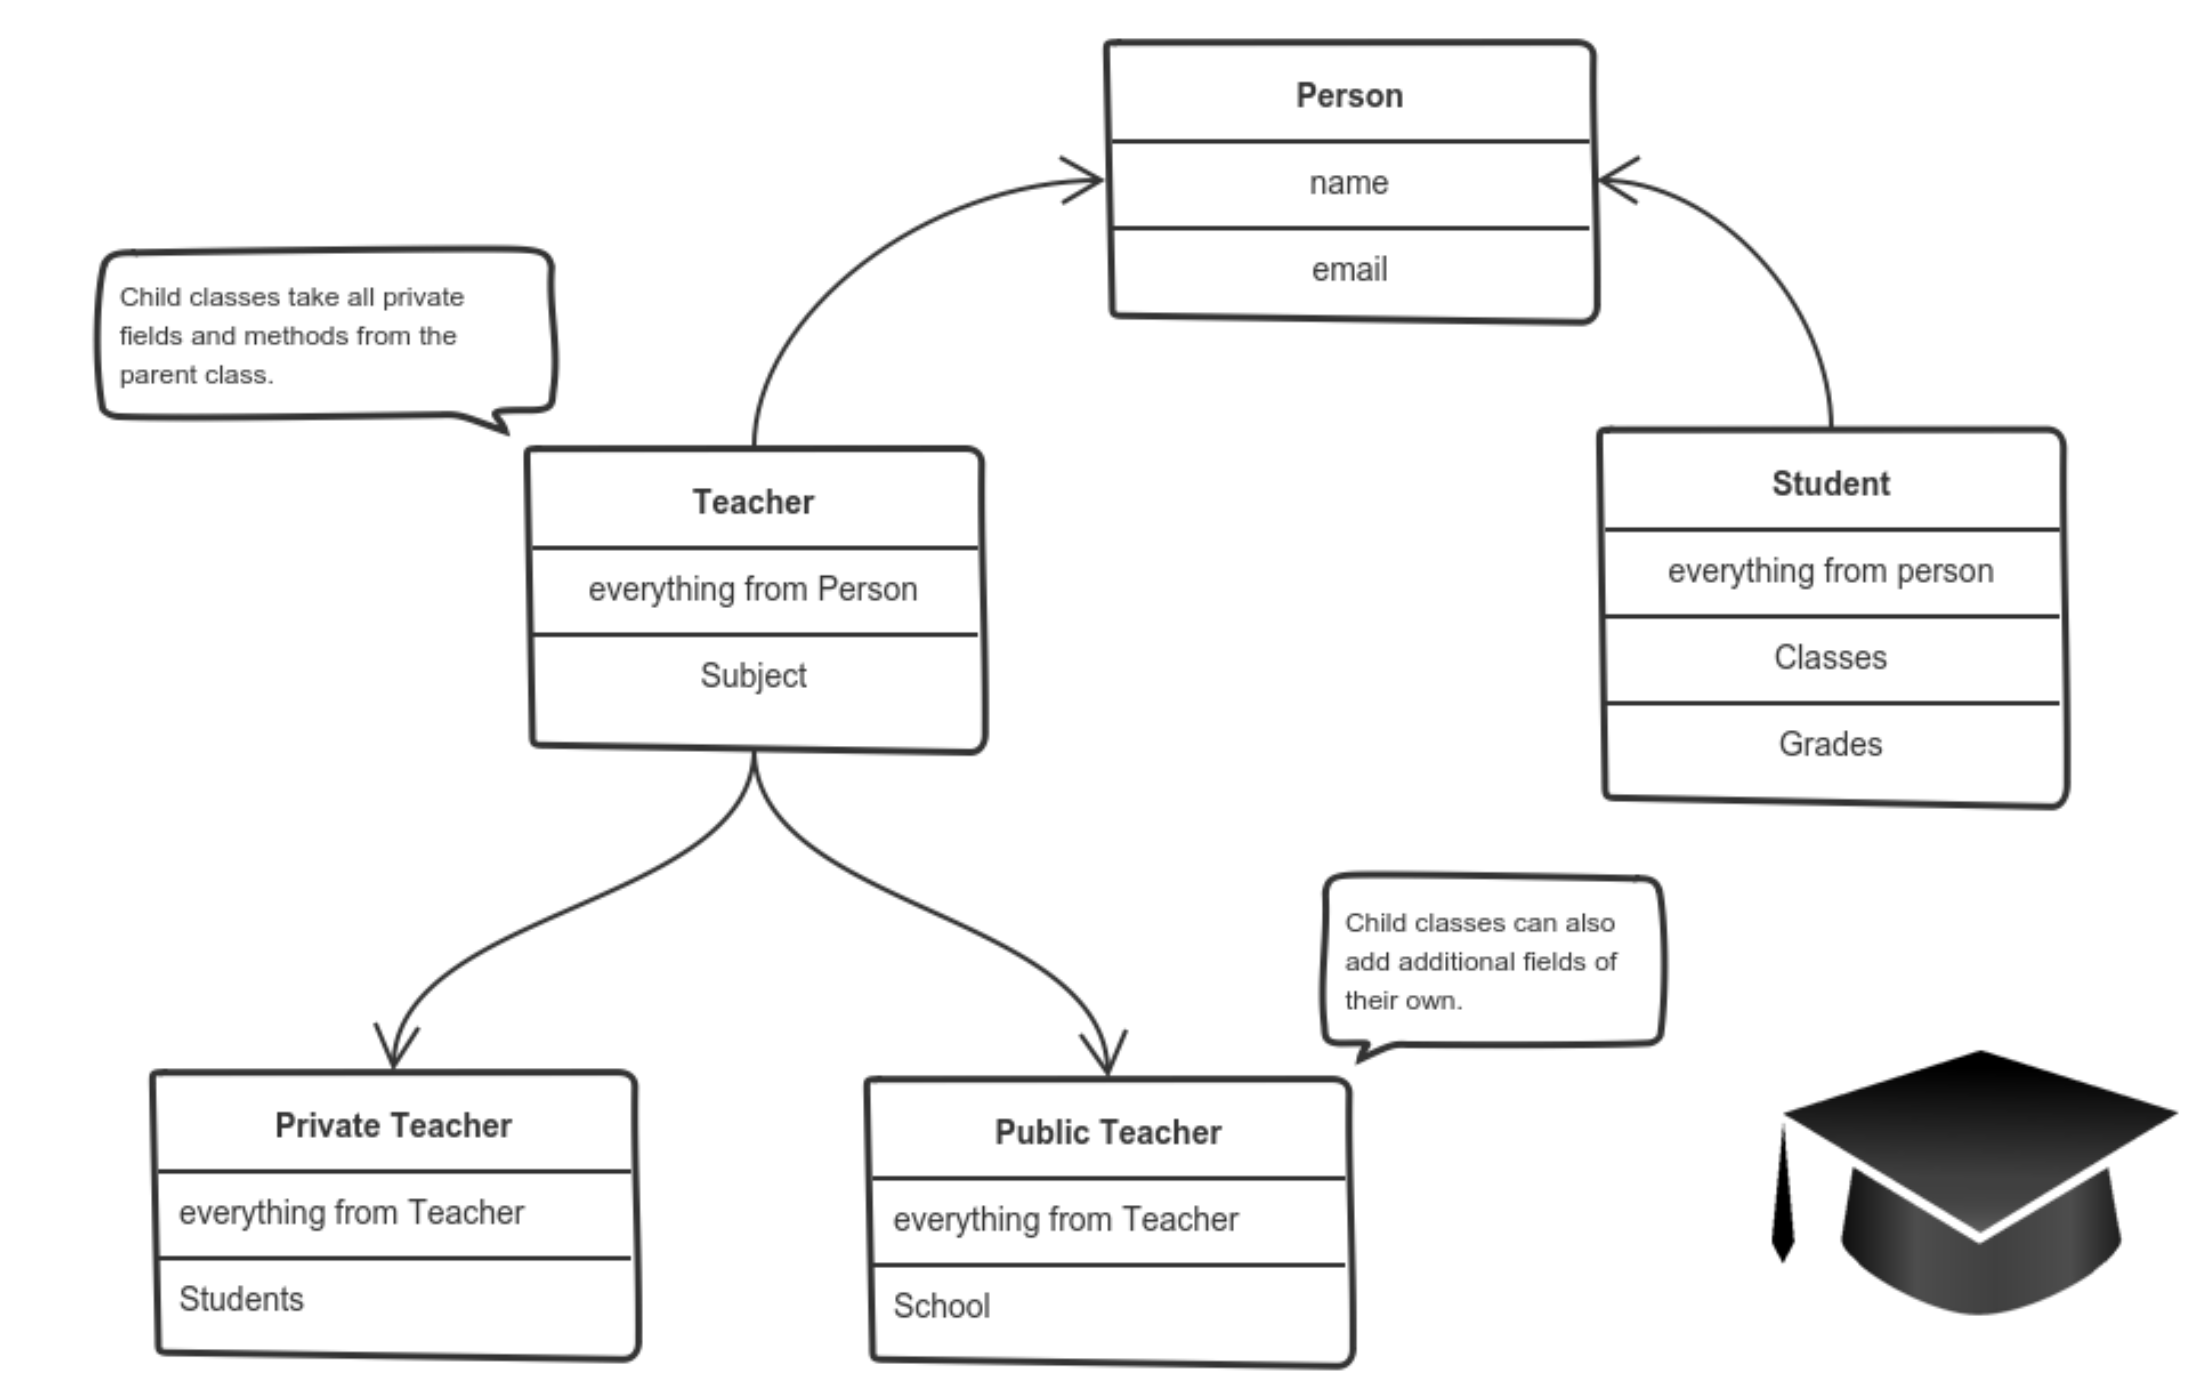 Person
name
email
Child classes take all private
fields and methods from the
parent class.
Teacher
everything from Person
Subject
Student
everything from person
Classes
Grades
Child classes can also
add additional fields of
their own.
Private Teacher
everything from Teacher
Students
Public Teacher
everything from Teacher
School